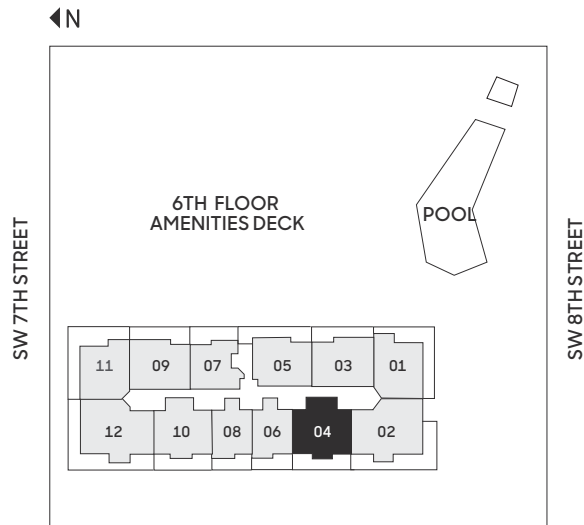 N
6TH FLOOR
AMENITIES DECK
POOL
SW 7TH STREET
SW 8TH STREET
11
09
07
05
03
01
12
10
08
06
04
02